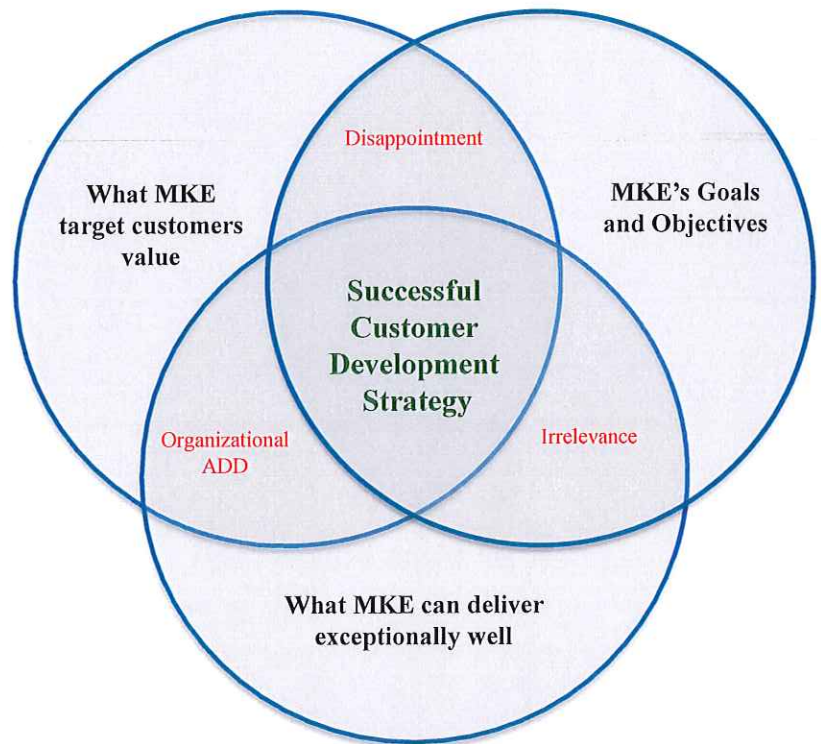 Disappointment
What MKE
target customers
value
MKE's Goals
and Objectives
Successful
Customer
Development
Strategy
Organizational
ADD
Irrelevance
What MKE can deliver
exceptionally well